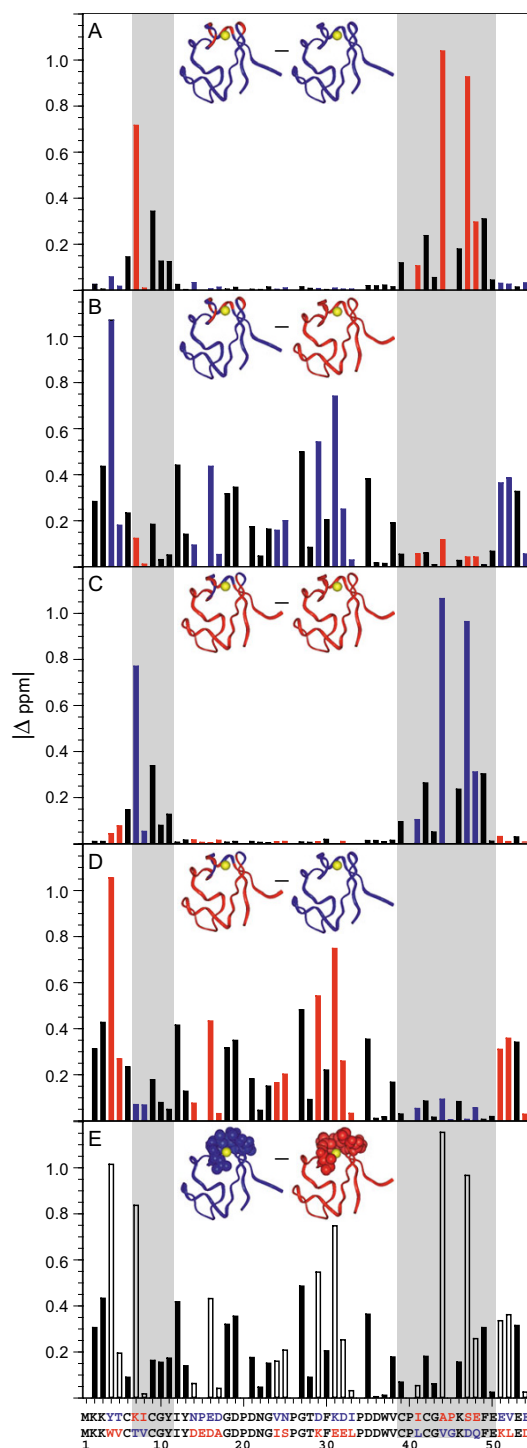 A
1.0
0.8
0.6
0.4
0.2
B
1.0
0.8
0.6
0.4
0.2
C
1.0
0.8
0.6
0.4
0.2
|Δ ppm|
D
1.0
0.8
0.6
0.4
0.2
E
1.0
0.8
0.6
0.4
0.2
MKKYTCKICGYIYNPEDGDPDNGVNPGTDFKDIPDDWVCPICGAPKSEFEEVE
MKKWVCTVCGYIYDEDAGDPDNGISPGTKFEELPDDWVCPLCGVGKDQFEKLE
1 10 20 30 40 50